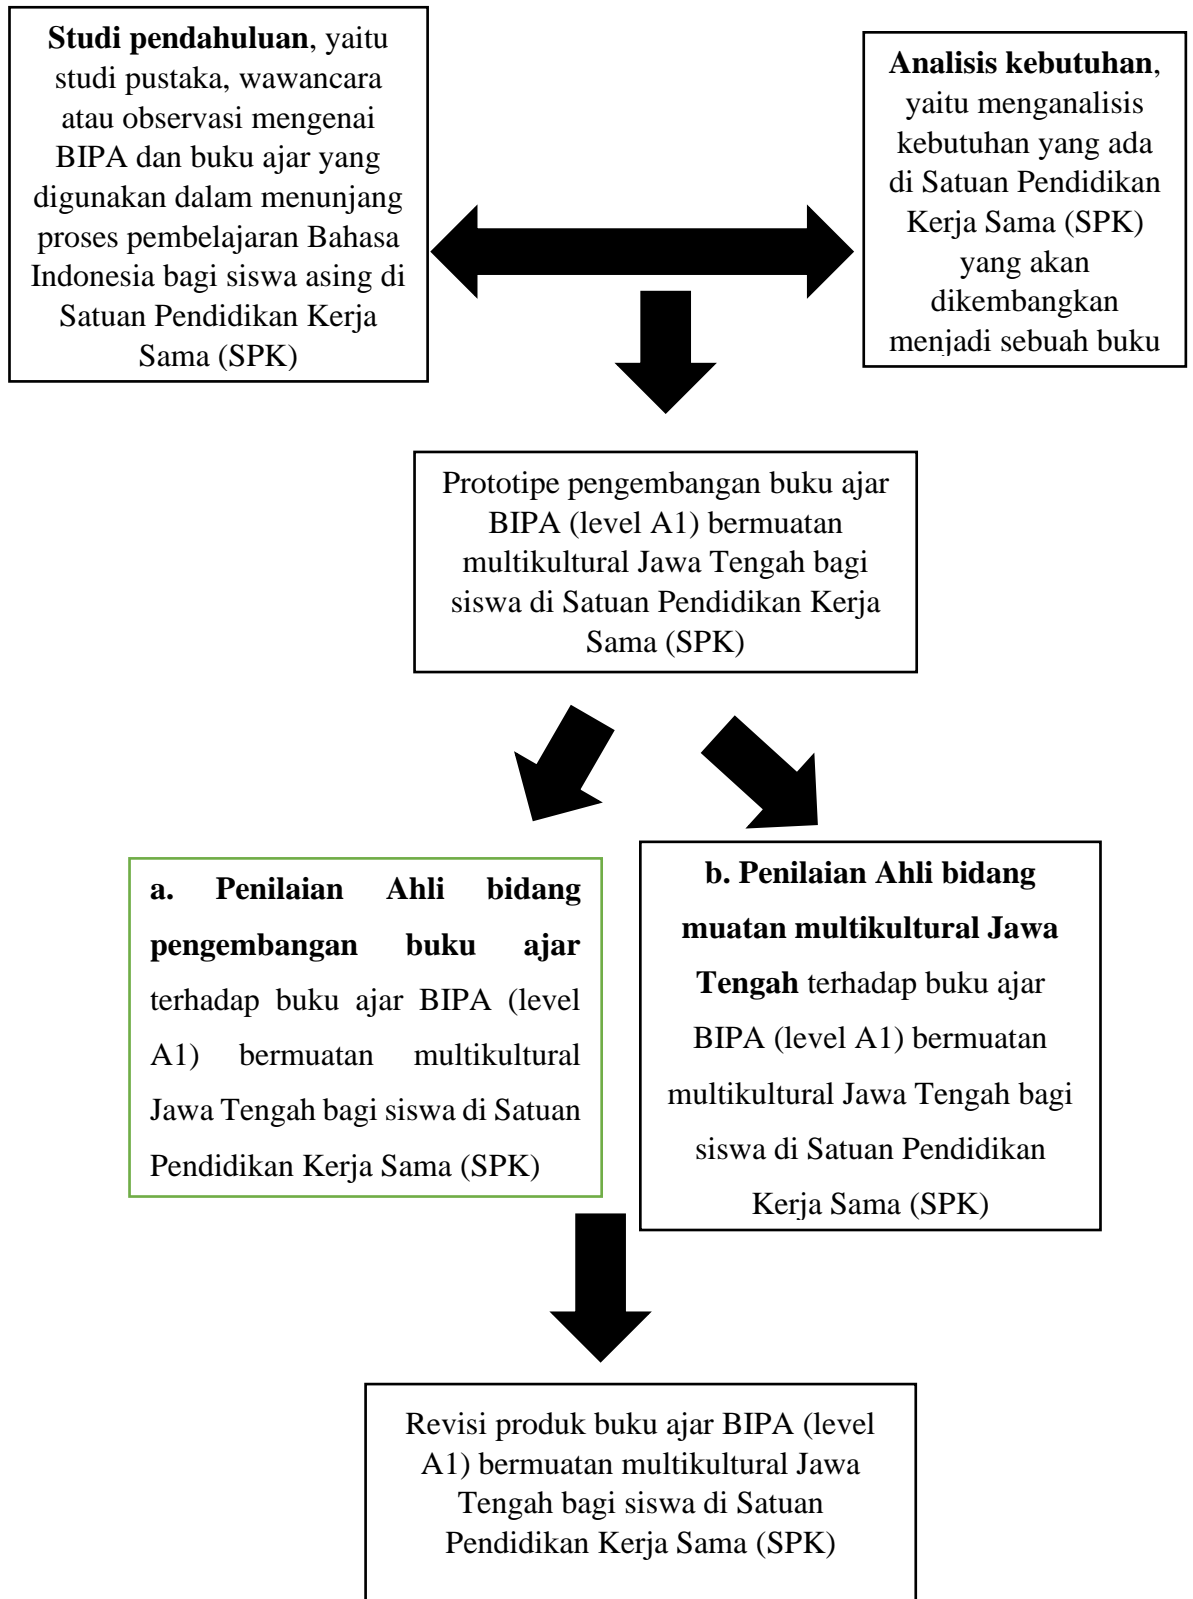 Studi pendahuluan, yaitu
studi pustaka, wawancara
atau observasi mengenai
BIPA dan buku ajar yang
digunakan dalam menunjang
proses pembelajaran Bahasa
Indonesia bagi siswa asing di
Satuan Pendidikan Kerja
Sama (SPK)
Analisis kebutuhan,
yaitu menganalisis
kebutuhan yang ada
di Satuan Pendidikan
Kerja Sama (SPK)
yang akan
dikembangkan
menjadi sebuah buku
Prototipe pengembangan buku ajar
BIPA (level A1) bermuatan
multikultural Jawa Tengah bagi
siswa di Satuan Pendidikan Kerja
Sama (SPK)
a. Penilaian Ahli bidang
pengembangan buku ajar
terhadap buku ajar BIPA (level
A1) bermuatan multikultural
Jawa Tengah bagi siswa di Satuan
Pendidikan Kerja Sama (SPK)
b. Penilaian Ahli bidang
muatan multikultural Jawa
Tengah terhadap buku ajar
BIPA (level A1) bermuatan
multikultural Jawa Tengah bagi
siswa di Satuan Pendidikan
Kerja Sama (SPK)
Revisi produk buku ajar BIPA (level
A1) bermuatan multikultural Jawa
Tengah bagi siswa di Satuan
Pendidikan Kerja Sama (SPK)